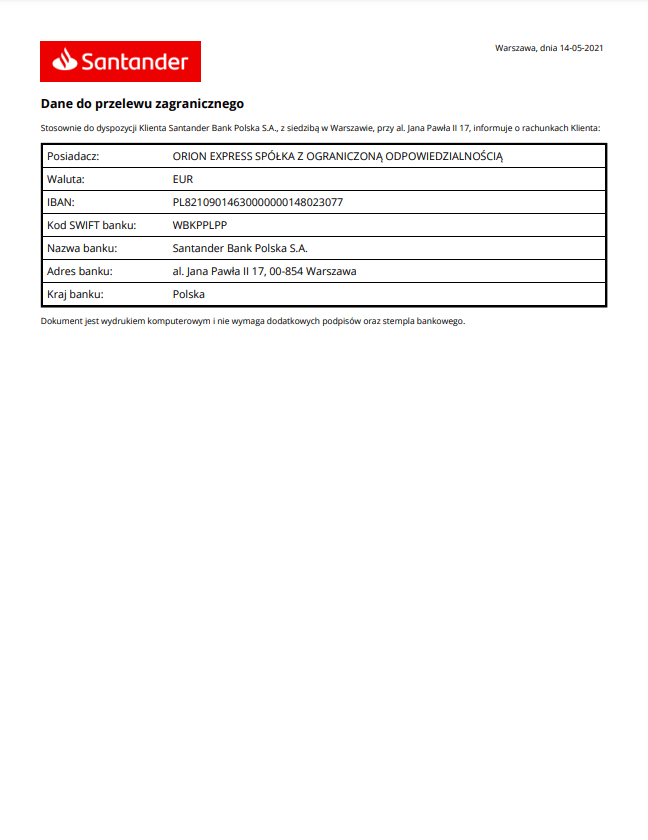 Santander
Warszawa, dnia 14-05-2021
Dane do przelewu zagranicznego
Stosownie do dyspozycji Klienta Santander Bank Polska S.A., z siedzibą w Warszawie, przy al. Jana Pawła II 17, informuje o rachunkach Klienta:
Posiadacz: ORION EXPRESS SPÓŁKA Z OGRANICZONĄ ODPOWIEDZIALNOŚCIĄ
Waluta: EUR
IBAN: PL82109014630000000148023077
Kod SWIFT banku: WBKPPLPP
Nazwa banku: Santander Bank Polska S.A.
Adres banku: al. Jana Pawła II 17, 00-854 Warszawa
Kraj banku: Polska
Dokument jest wydrukiem komputerowym i nie wymaga dodatkowych podpisów oraz stempla bankowego.